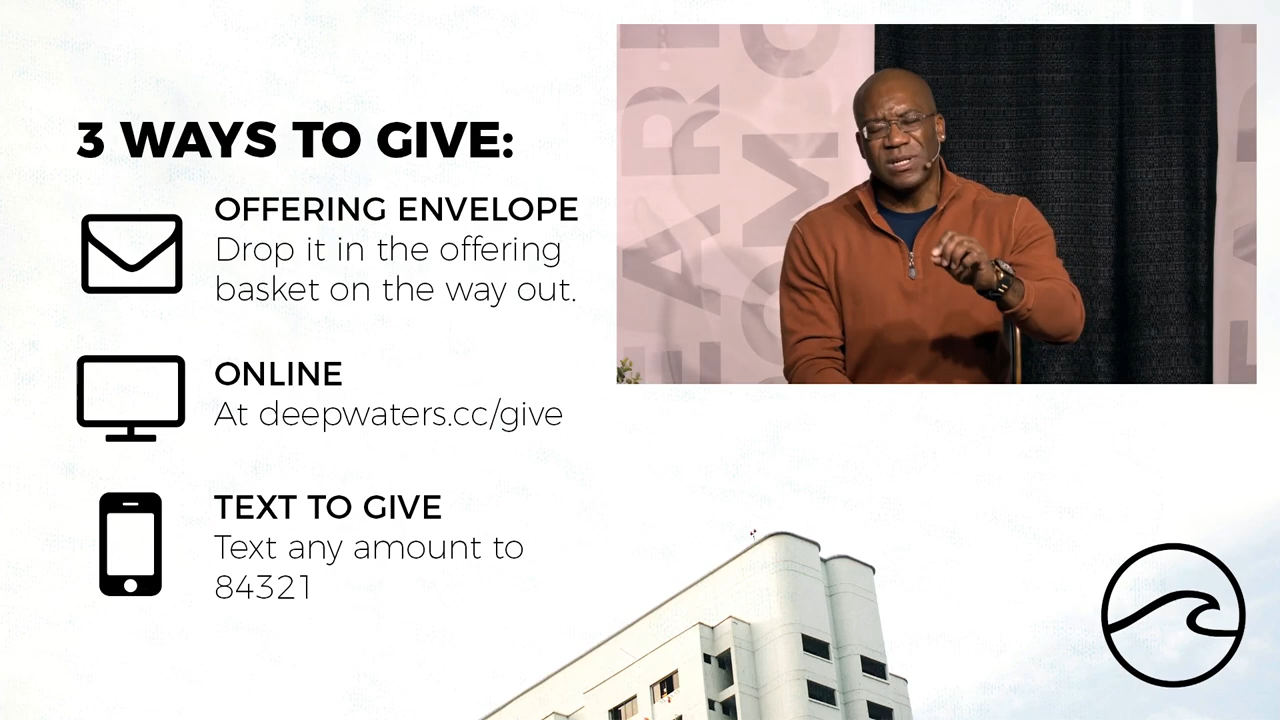 3 WAYS TO GIVE:
OFFERING ENVELOPE
Drop it in the offering
basket on the way out.
ONLINE
At deepwaters.cc/give
TEXT TO GIVE
Text any amount to
84321